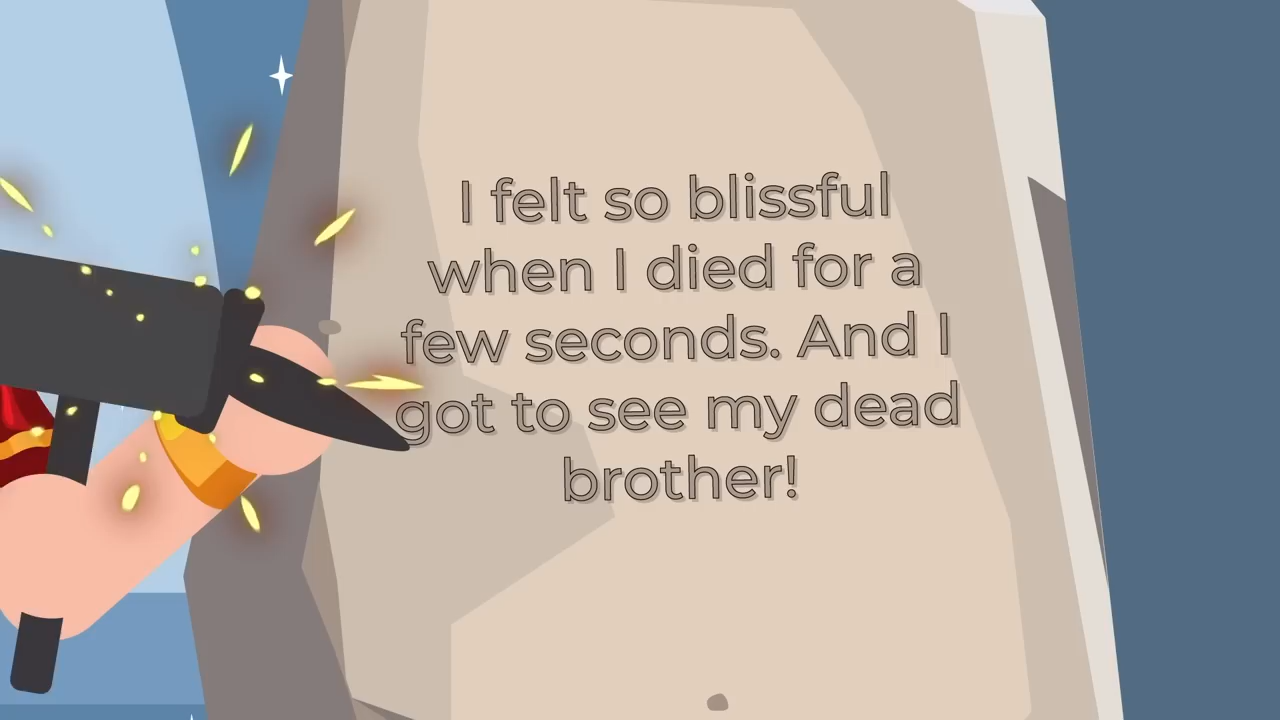 I felt so blissful
when I died for a
few seconds. And I
got to see my dead
brother!